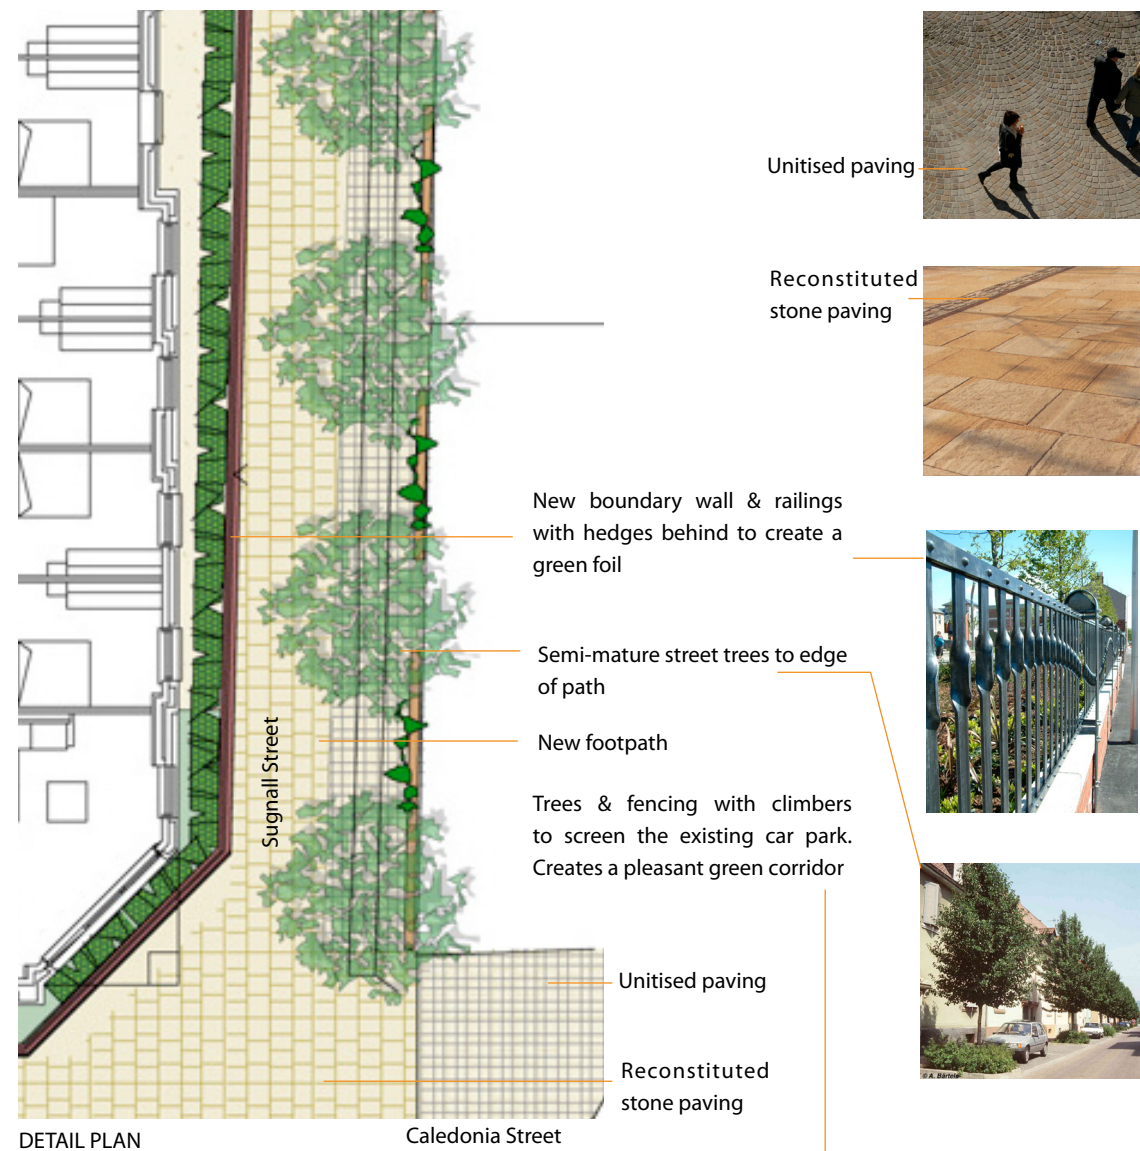 Unitised paving
Reconstituted
stone paving
New boundary wall & railings
with hedges behind to create a
green foil
Semi-mature street trees to edge
of path
Sugnall Street
New footpath
Trees & fencing with climbers
to screen the existing car park.
Creates a pleasant green corridor
Unitised paving
Reconstituted
stone paving
© A. Bärtels
DETAIL PLAN
Caledonia Street